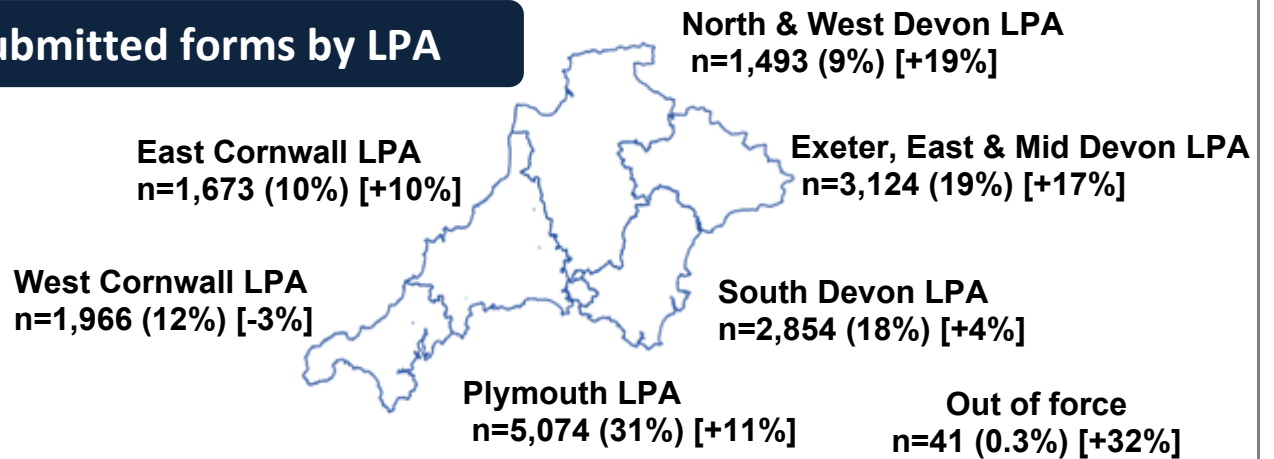 ubmitted forms by LPA
North & West Devon LPA
n=1,493 (9%) [+19%]
East Cornwall LPA
n=1,673 (10%) [+10%]
Exeter, East & Mid Devon LPA
n=3,124 (19%) [+17%]
West Cornwall LPA
n=1,966 (12%) [-3%]
South Devon LPA
n=2,854 (18%) [+4%]
Plymouth LPA
n=5,074 (31%) [+11%]
Out of force
n=41 (0.3%) [+32%]